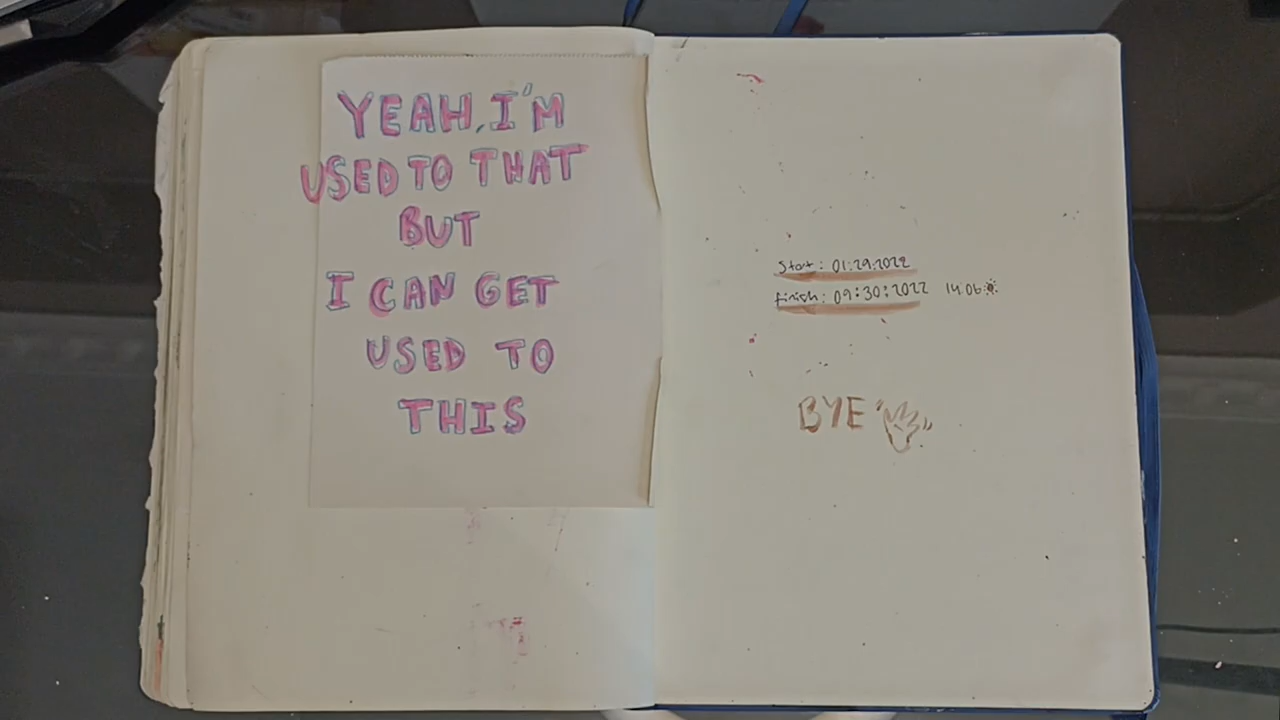 YEAH, I'M
USED TO THAT
BUT
I CAN GET
USED TO
THIS
Start: 01:29:2022
finish: 09:30:2022 14:06
BYE